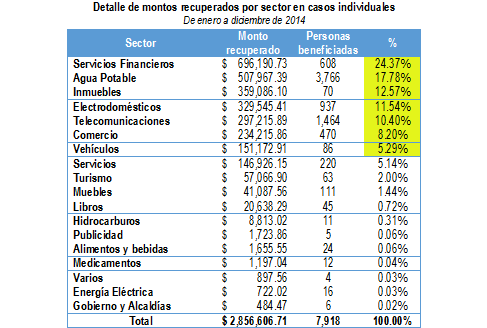 Detalle de montos recuperados por sector en casos individuales
De enero a diciembre de 2014
Sector Monto recuperado Personas beneficiadas %
Servicios Financieros $ 696,190.73 608 24.37%
Agua Potable $ 507,967.39 3,766 17.78%
Inmuebles $ 359,086.10 70 12.57%
Electrodomésticos $ 329,545.41 937 11.54%
Telecomunicaciones $ 297,215.89 1,464 10.40%
Comercio $ 234,215.86 470 8.20%
Vehículos $ 151,172.91 86 5.29%
Servicios $ 146,926.15 220 5.14%
Turismo $ 57,066.90 63 2.00%
Muebles $ 41,087.56 111 1.44%
Libros $ 20,638.29 45 0.72%
Hidrocarburos $ 8,813.02 11 0.31%
Publicidad $ 1,723.86 5 0.06%
Alimentos y bebidas $ 1,655.55 24 0.06%
Medicamentos $ 1,197.04 12 0.04%
Varios $ 897.56 4 0.03%
Energía Eléctrica $ 722.02 16 0.03%
Gobierno y Alcaldías $ 484.47 6 0.02%
Total $ 2,856,606.71 7,918 100.00%